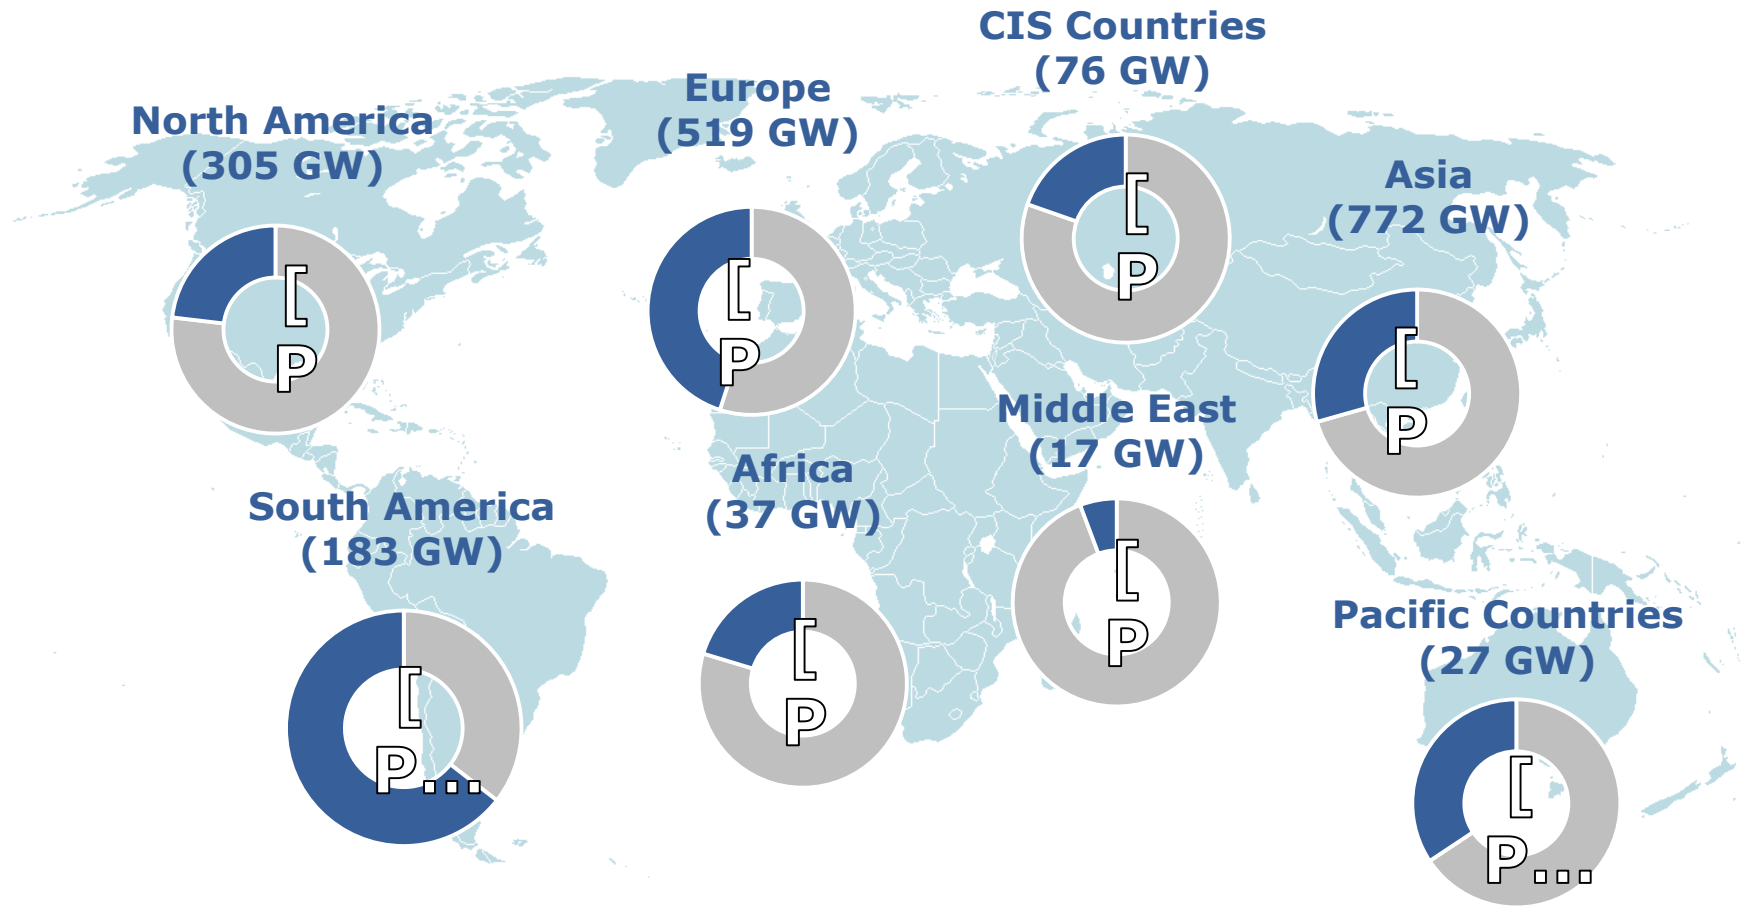 CIS Countries
(76 GW)
Europe
(519 GW)
North America
(305 GW)
Asia
(772 GW)
[
P
[
P
[
P
[
P
Middle East
(17 GW)
Africa
(37 GW)
South America
(183 GW)
[
P
[
P
Pacific Countries
(27 GW)
[
P...
[
P...